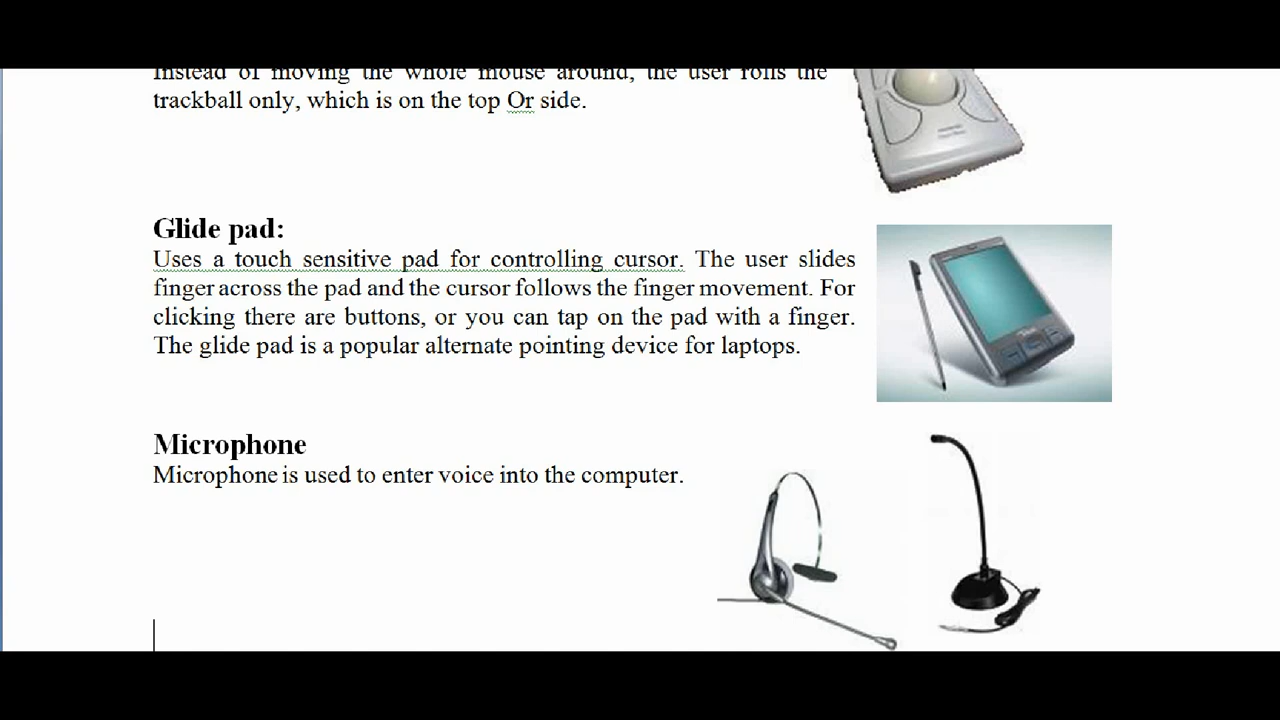 Instead of moving the whole mouse around, the user rolls the
trackball only, which is on the top Or side.
Glide pad:
Uses a touch sensitive pad for controlling cursor. The user slides
finger across the pad and the cursor follows the finger movement. For
clicking there are buttons, or you can tap on the pad with a finger.
The glide pad is a popular alternate pointing device for laptops.
Microphone
Microphone is used to enter voice into the computer.